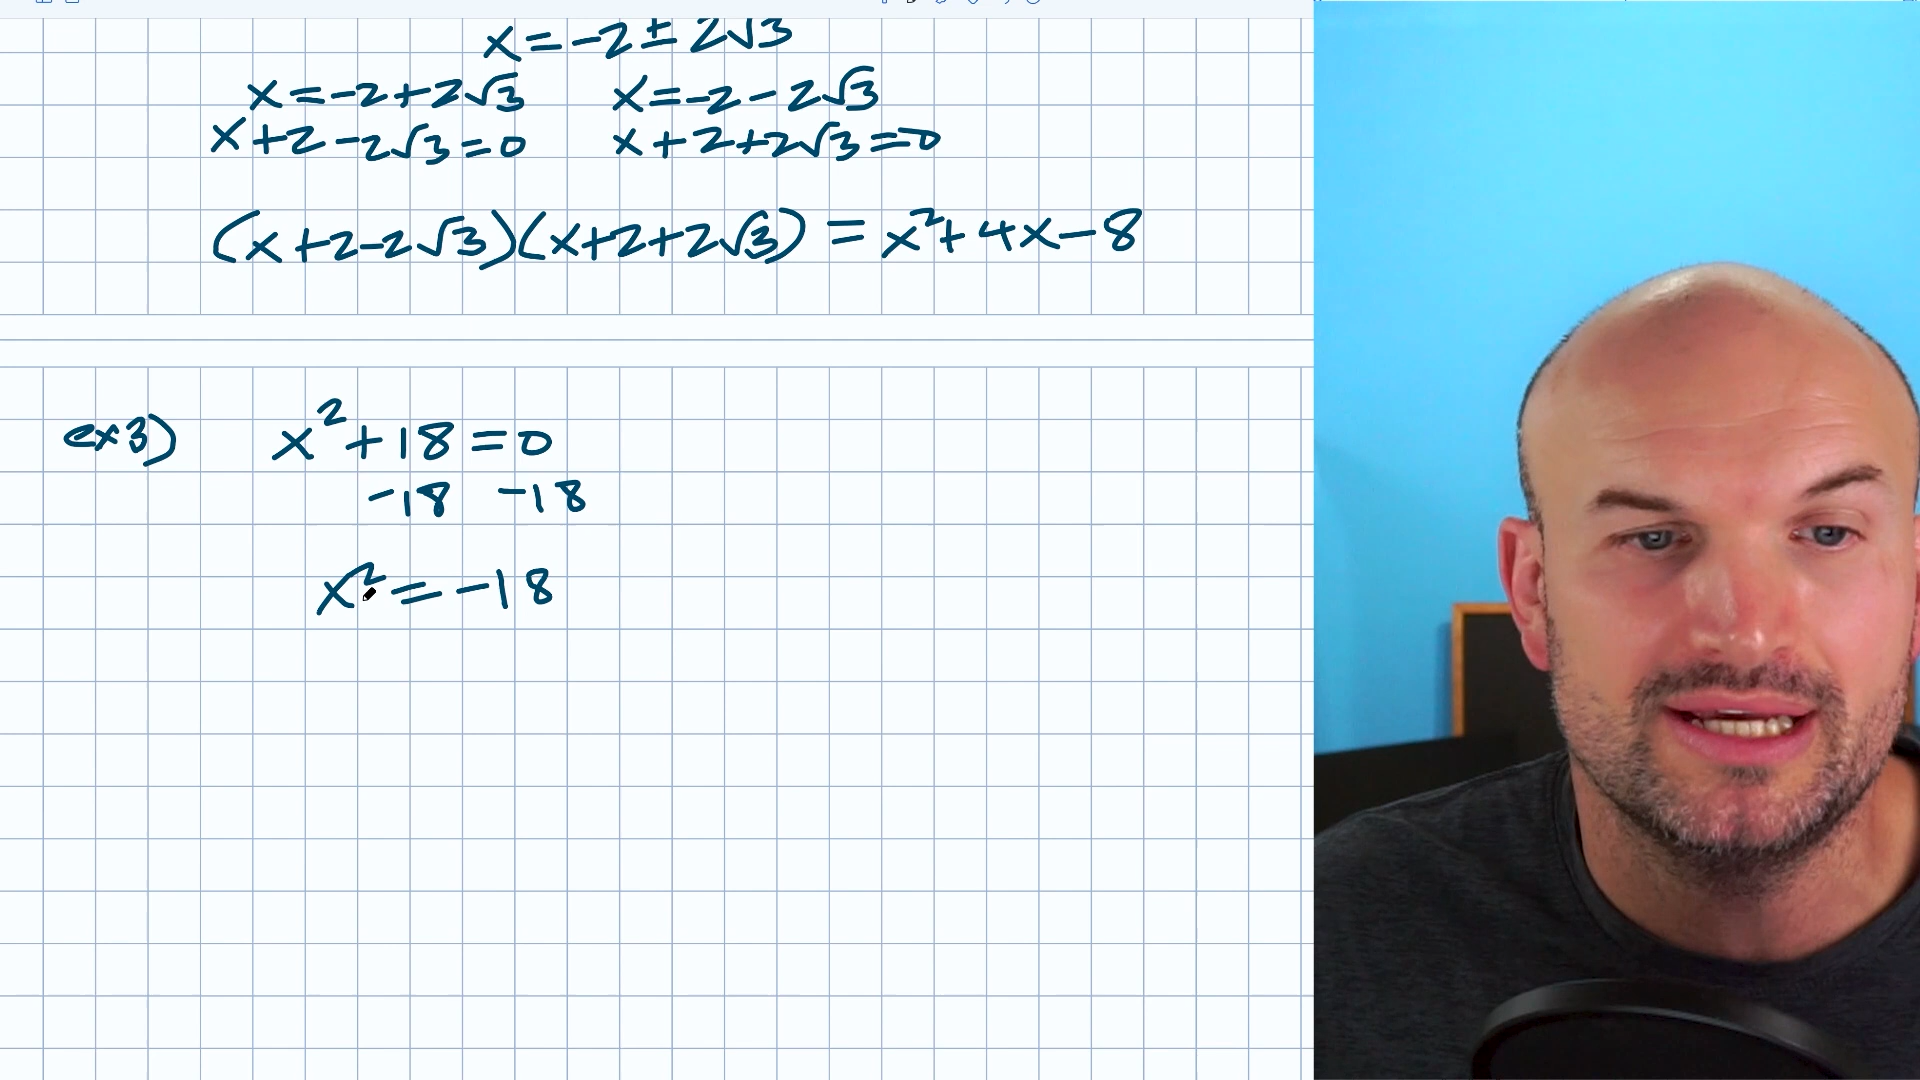 x=-2±2√3
x=-2+2√3 x=-2-2√3
x+2-2√3=0 x+2+2√3=0
(x+2-2√3)(x+2+2√3)=x²+4x-8
ex3) x²+18=0
-18 -18
x²=-18